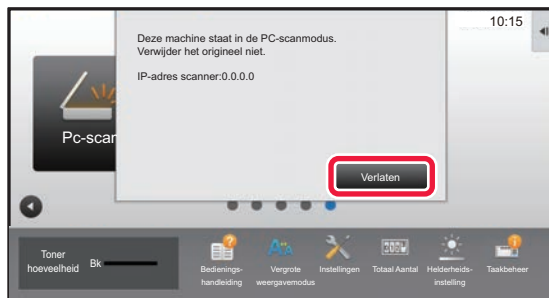 10:15
Deze machine staat in de PC-scanmodus.
Verwijder het origineel niet.
IP-adres scanner:0.0.0.0
Pc-scan
Verlaten
Toner
hoeveelheid
Bk
Bedienings-
handleiding
Vergrote
weergavemodus
Instellingen
Totaal Aantal
Helderheids-
instelling
Taakbeheer